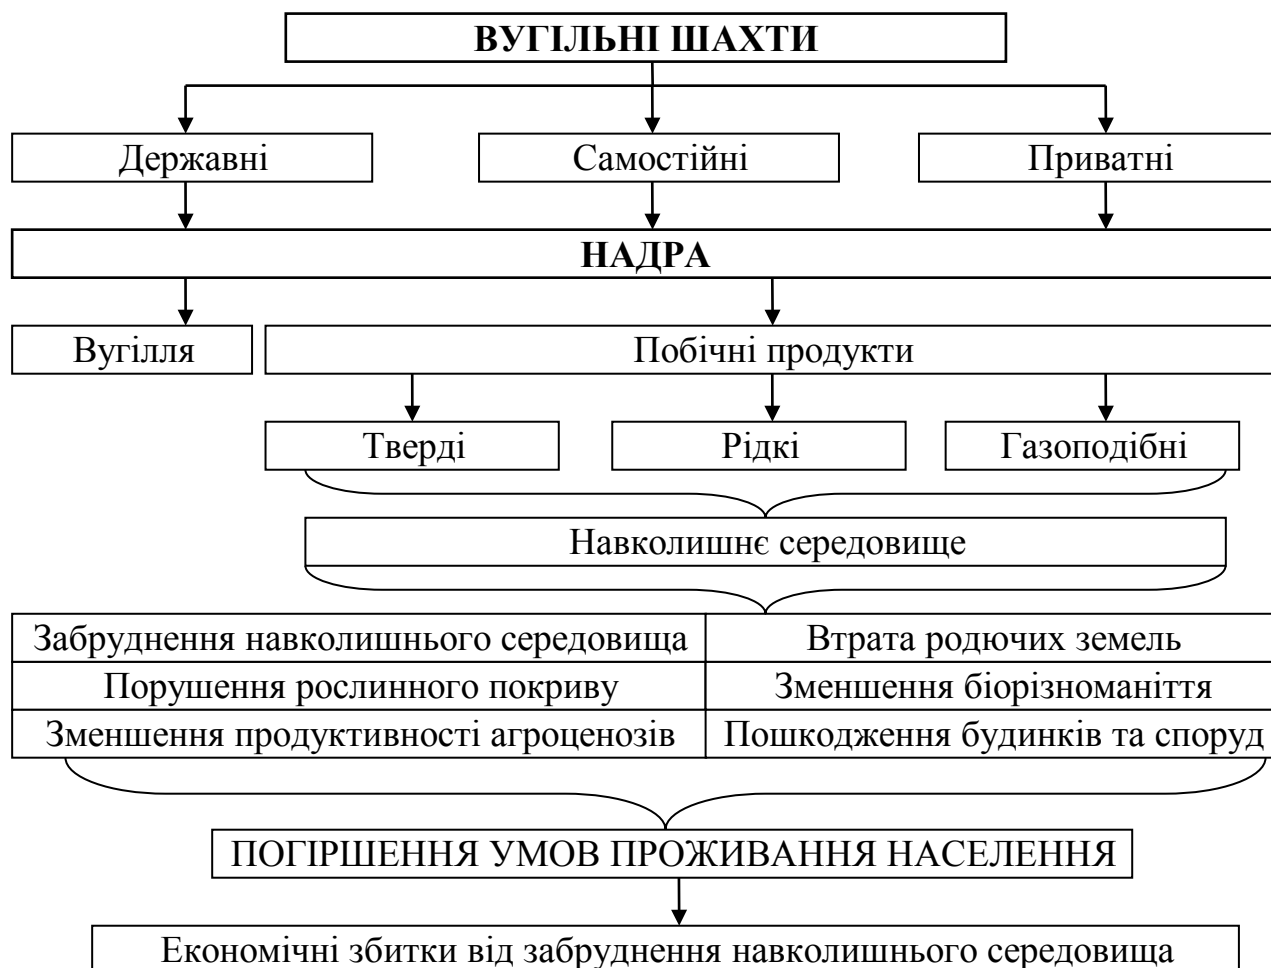 ВУГІЛЬНІ ШАХТИ
Державні
Самостійні
Приватні
НАДРА
Вугілля
Побічні продукти
Тверді
Рідкі
Газоподібні
Навколишнє середовище
Забруднення навколишнього середовища
Втрата родючих земель
Порушення рослинного покриву
Зменшення біорізноманіття
Зменшення продуктивності агроценозів
Пошкодження будинків та споруд
ПОГІРШЕННЯ УМОВ ПРОЖИВАННЯ НАСЕЛЕННЯ
Економічні збитки від забруднення навколишнього середовища